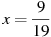 x = 9/19